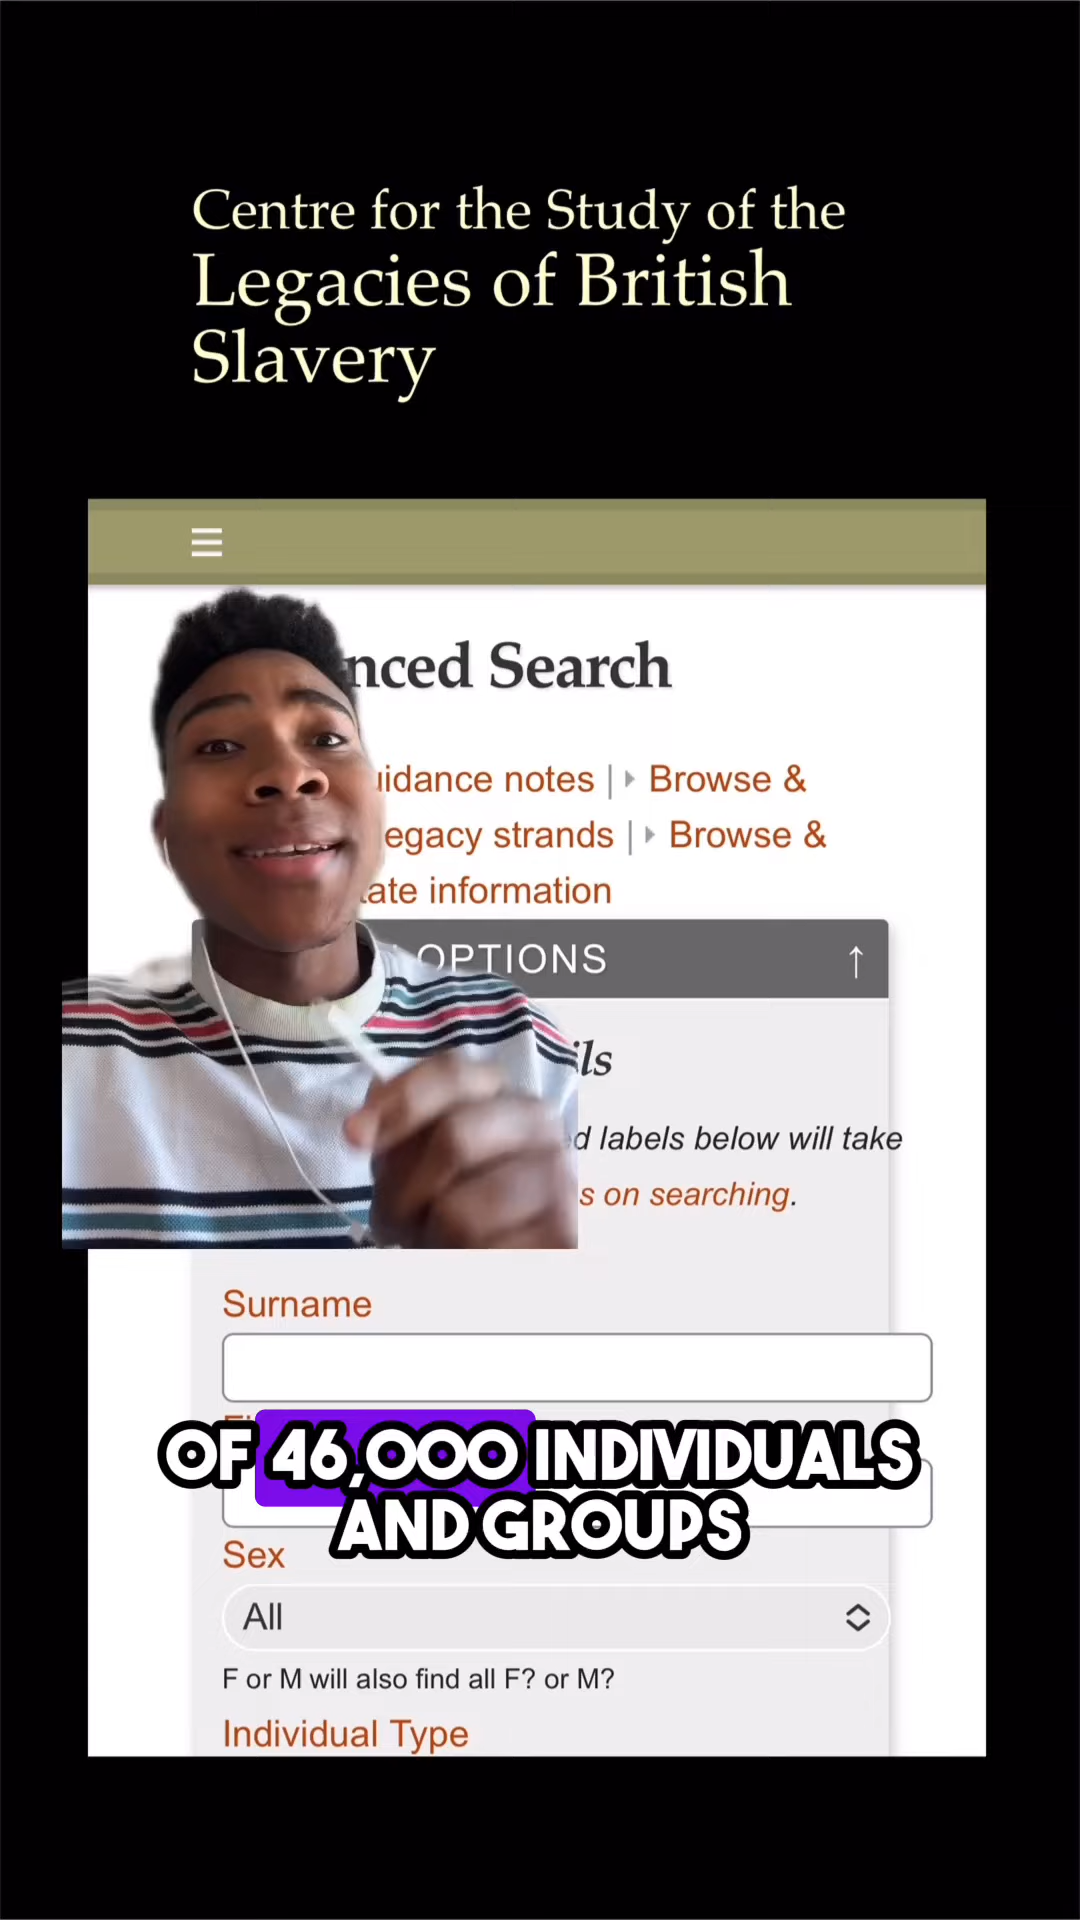 Centre for the Study of the
Legacies of British
Slavery
nced Search
uidance notes | Browse &
egacy strands | Browse &
ate information
OPTIONS
ils
d labels below will take
s on searching.
Surname
OF 46,000 INDIVIDUALS
AND GROUPS
Sex
All
F or M will also find all F? or M?
Individual Type